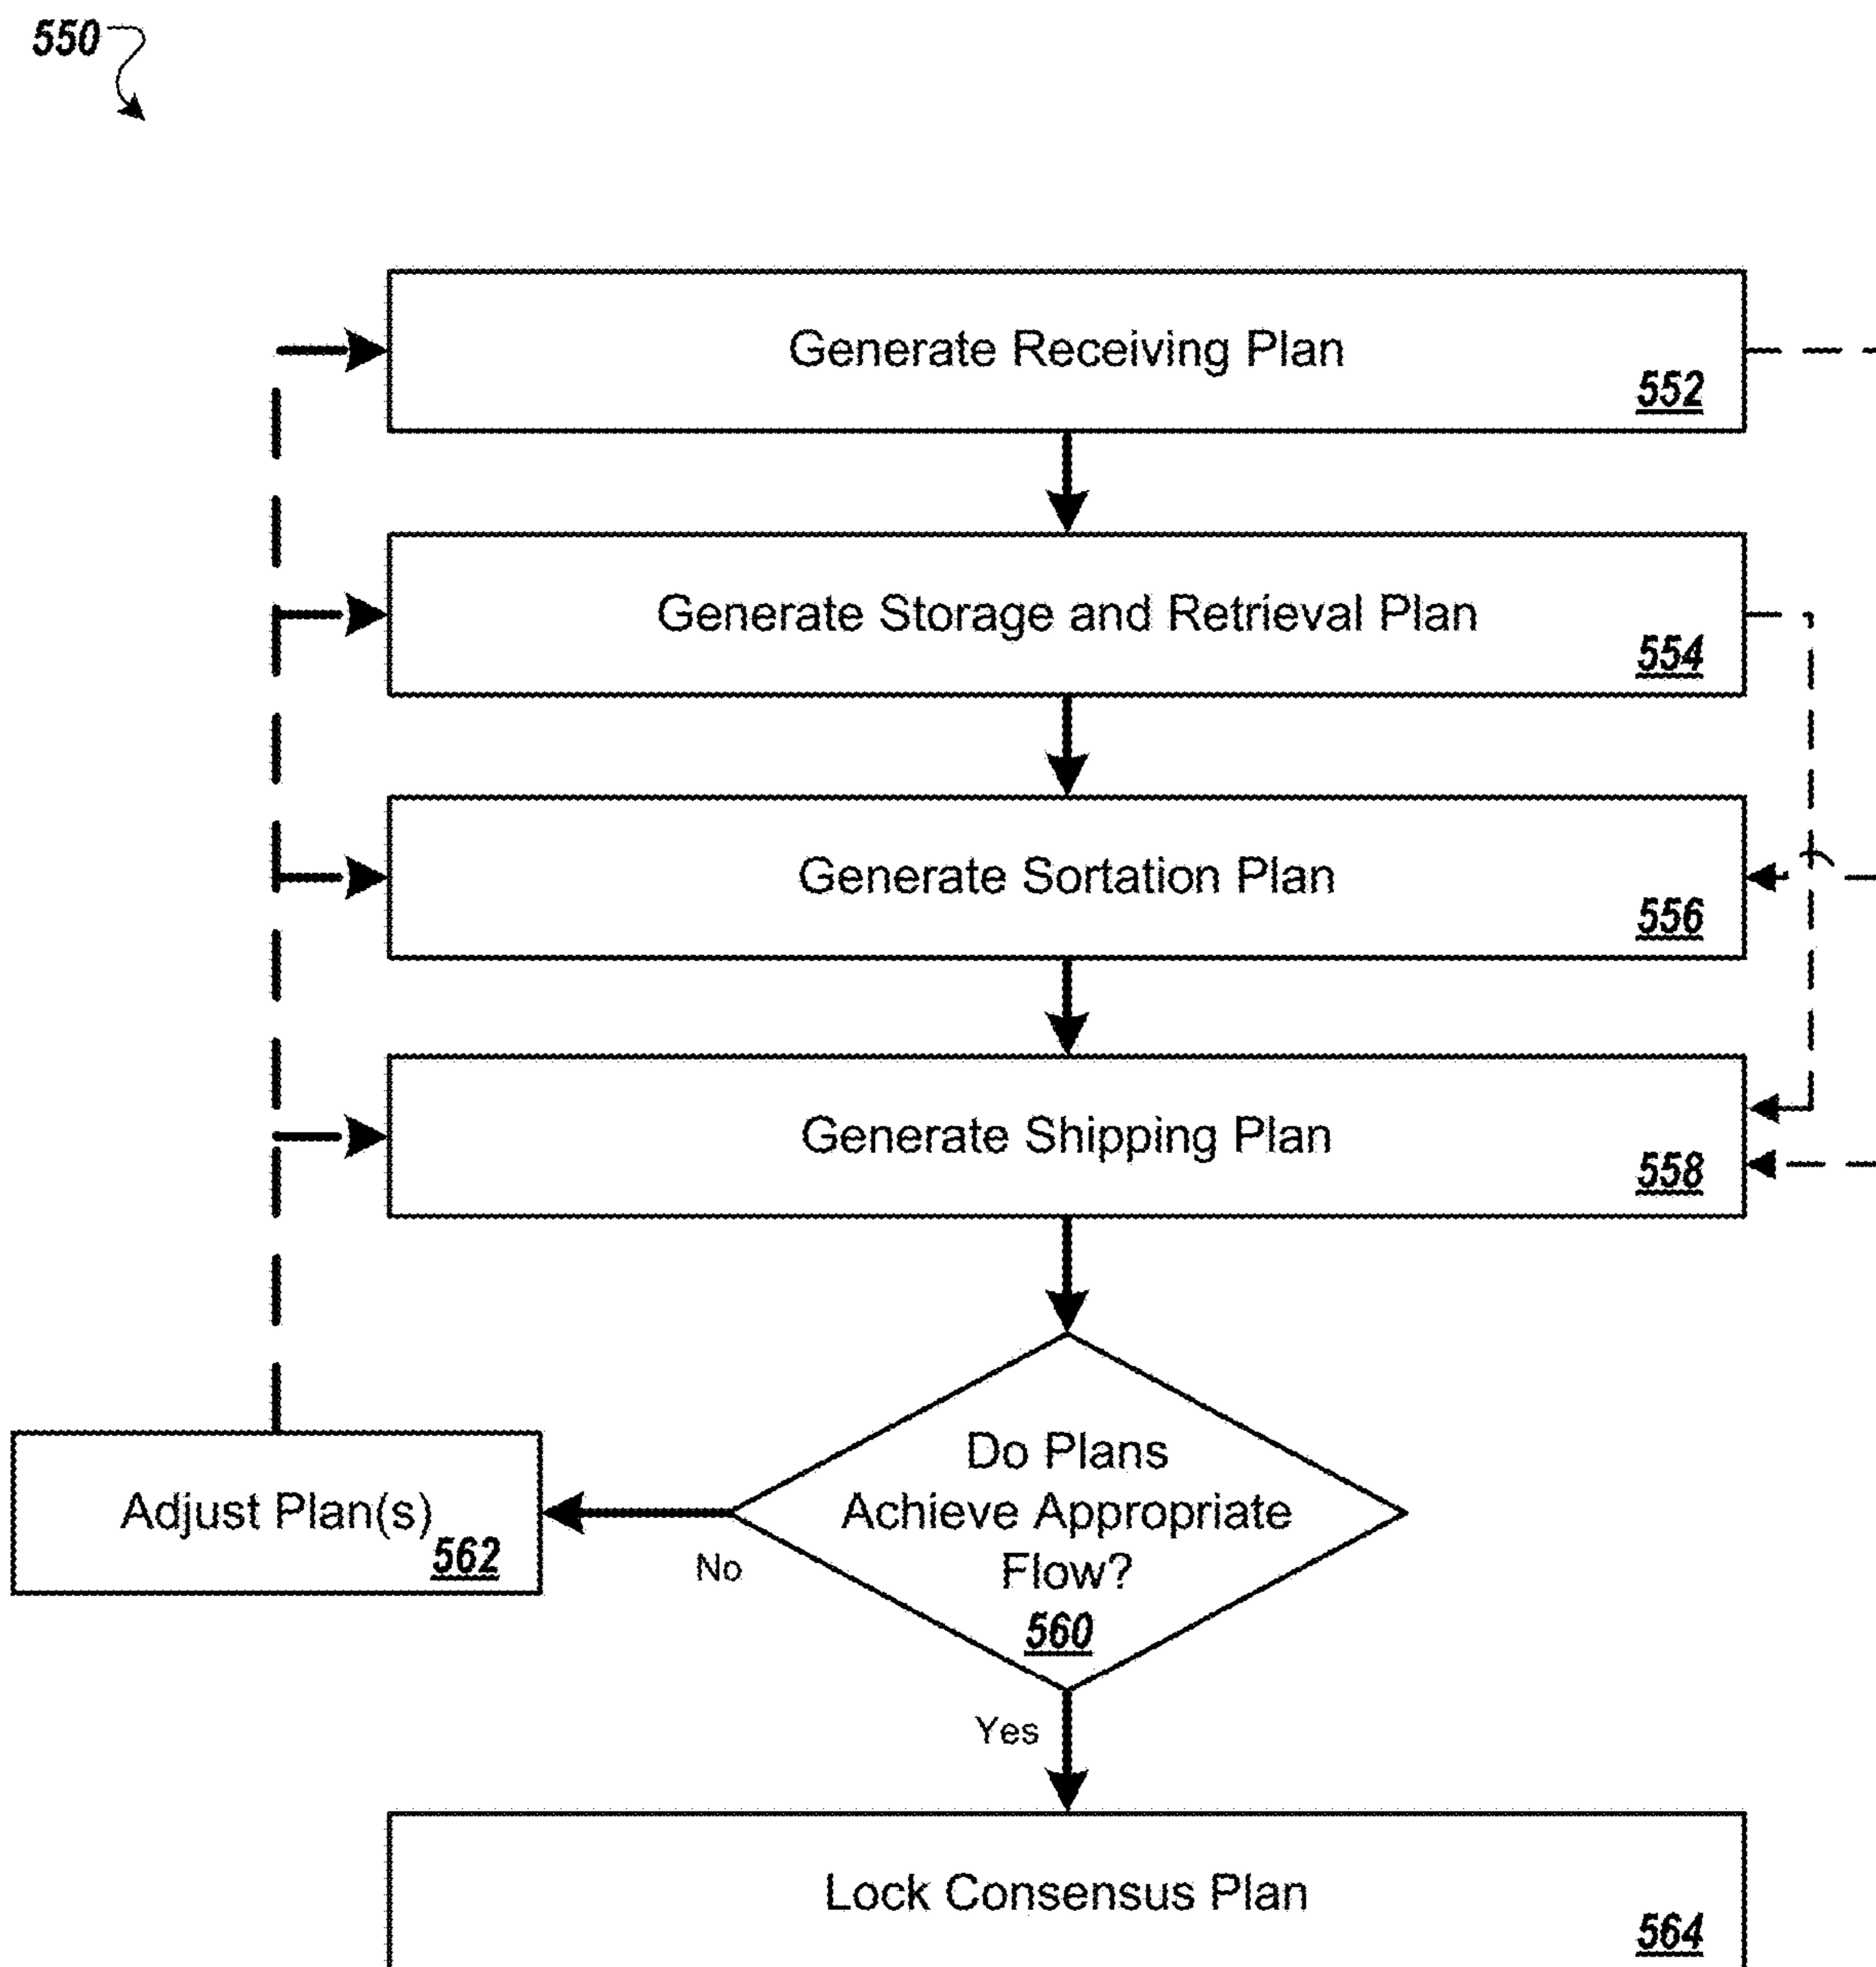 550
Generate Receiving Plan
552
Generate Storage and Retrieval Plan
554
Generate Sortation Plan
556
Generate Shipping Plan
558
Do Plans
Achieve Appropriate
Flow?
560
No
Adjust Plan(s)
562
Yes
Lock Consensus Plan
564